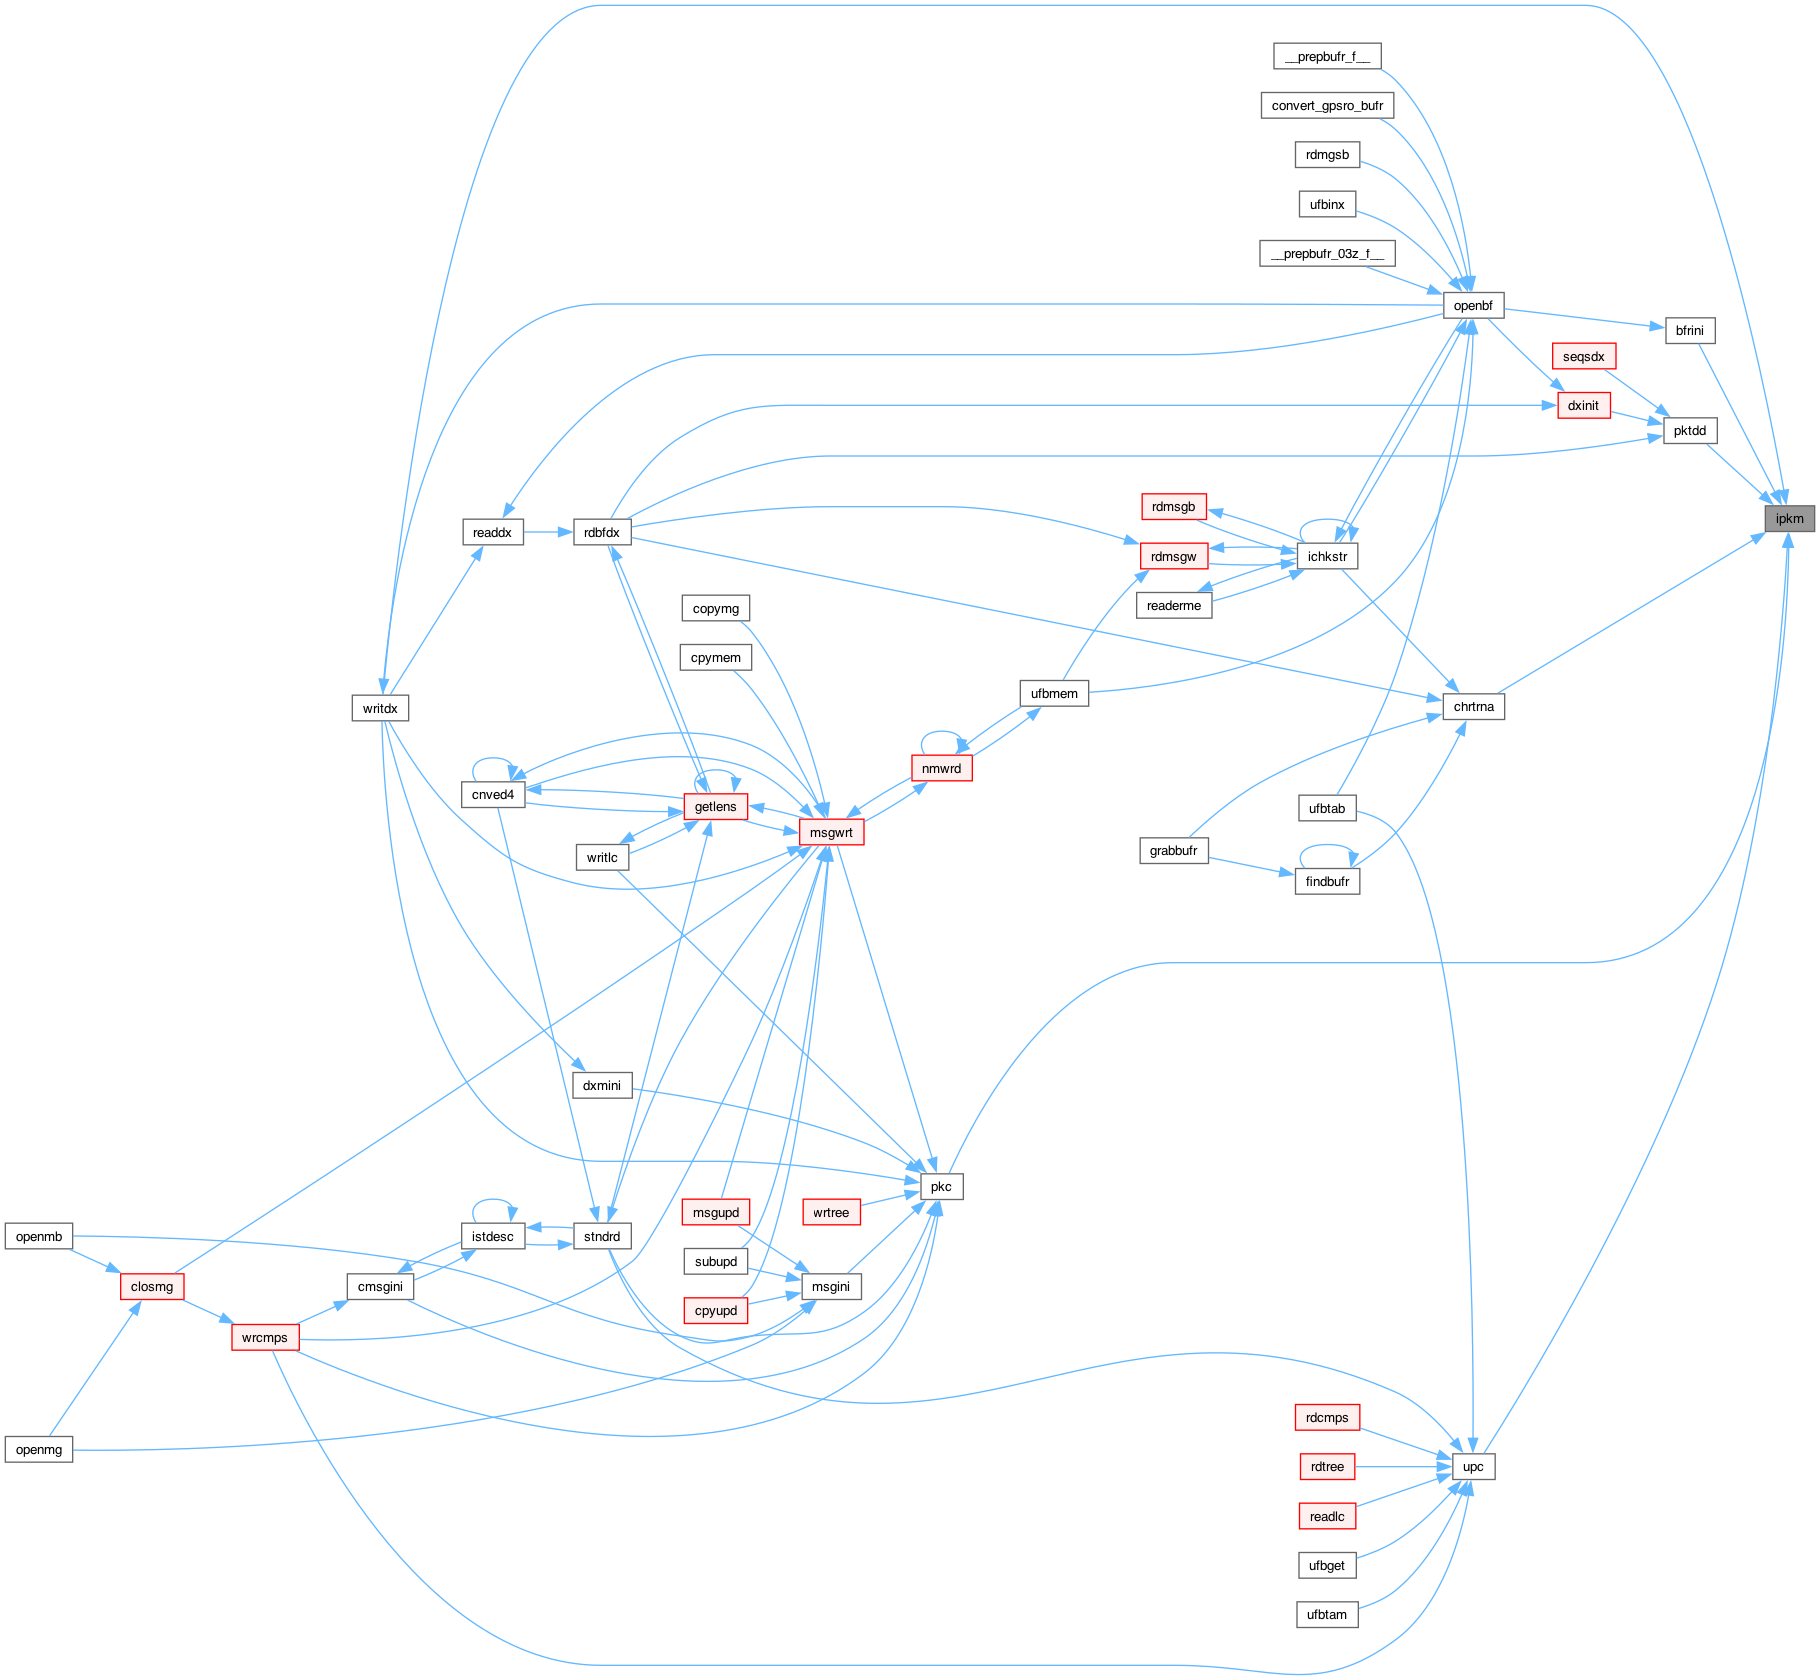 __prepbufr_f__
convert_gpsro_bufr
rdmgsb
ufbinx
__prepbufr_03z_f__
openbf
bfrini
seqsdx
dxinit
pktdd
rdmsgb
ipkm
readdx
rdbfdx
rdmsgw
ichkstr
readerme
copymg
cpymem
ufbmem
writdx
chrtrna
nmwrd
cnved4
getlens
ufbtab
msgwrt
writlc
grabbufr
findbufr
dxmini
pkc
msgupd
wrtree
openmb
istdesc
stndrd
subupd
closmg
cmsgini
msgini
cpyupd
wrcmps
rdcmps
openmg
rdtree
upc
readlc
ufbget
ufbtam